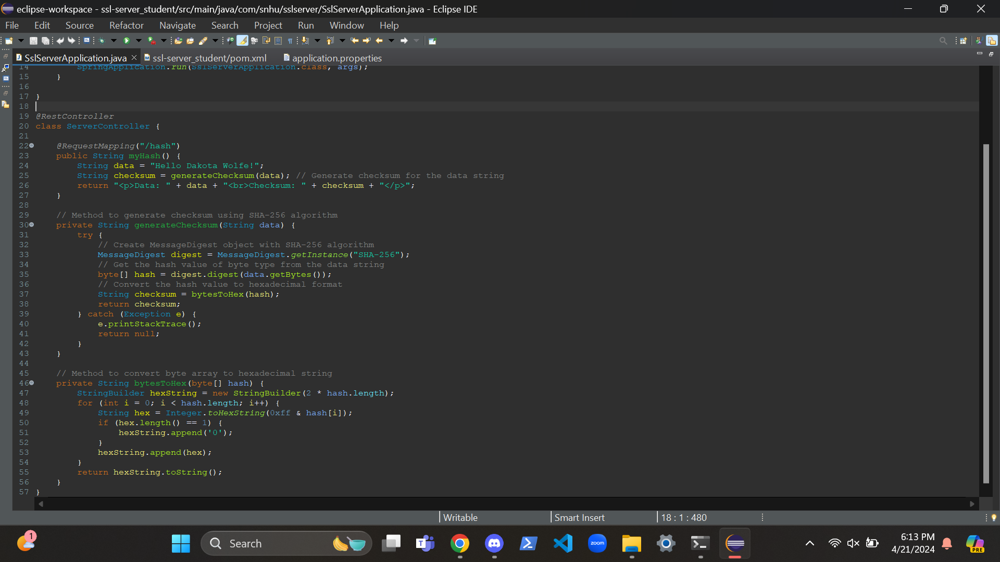 eclipse-workspace - ssl-server_student/src/main/java/com/snhu/sslserver/SslServerApplication.java - Eclipse IDE
File Edit Source Refactor Navigate Search Project Run Window Help
SslServerApplication.java ssl-server_student/pom.xml application.properties
14 SpringApplication.run(SslServerApplication.class, args);
15 }
16
17 }
18
19 @RestController
20 class ServerController {
21
22 @RequestMapping("/hash")
23 public String myHash() {
24 String data = "Hello Dakota Wolfe!";
25 String checksum = generateChecksum(data); // Generate checksum for the data string
26 return "<p>Data: " + data + "<br>Checksum: " + checksum + "</p>";
27 }
28
29 // Method to generate checksum using SHA-256 algorithm
30 private String generateChecksum(String data) {
31 try {
32 // Create MessageDigest object with SHA-256 algorithm
33 MessageDigest digest = MessageDigest.getInstance("SHA-256");
34 // Get the hash value of byte type from the data string
35 byte[] hash = digest.digest(data.getBytes());
36 // Convert the hash value to hexadecimal format
37 String checksum = bytesToHex(hash);
38 return checksum;
39 } catch (Exception e) {
40 e.printStackTrace();
41 return null;
42 }
43 }
44
45 // Method to convert byte array to hexadecimal string
46 private String bytesToHex(byte[] hash) {
47 StringBuilder hexString = new StringBuilder(2 * hash.length);
48 for (int i = 0; i < hash.length; i++) {
49 String hex = Integer.toHexString(0xff & hash[i]);
50 if (hex.length() == 1) {
51 hexString.append('0');
52 }
53 hexString.append(hex);
54 }
55 return hexString.toString();
56 }
57 }
Writable Smart Insert 18 : 1 : 480
1 Search zoom 6:13 PM
4/21/2024 PRE